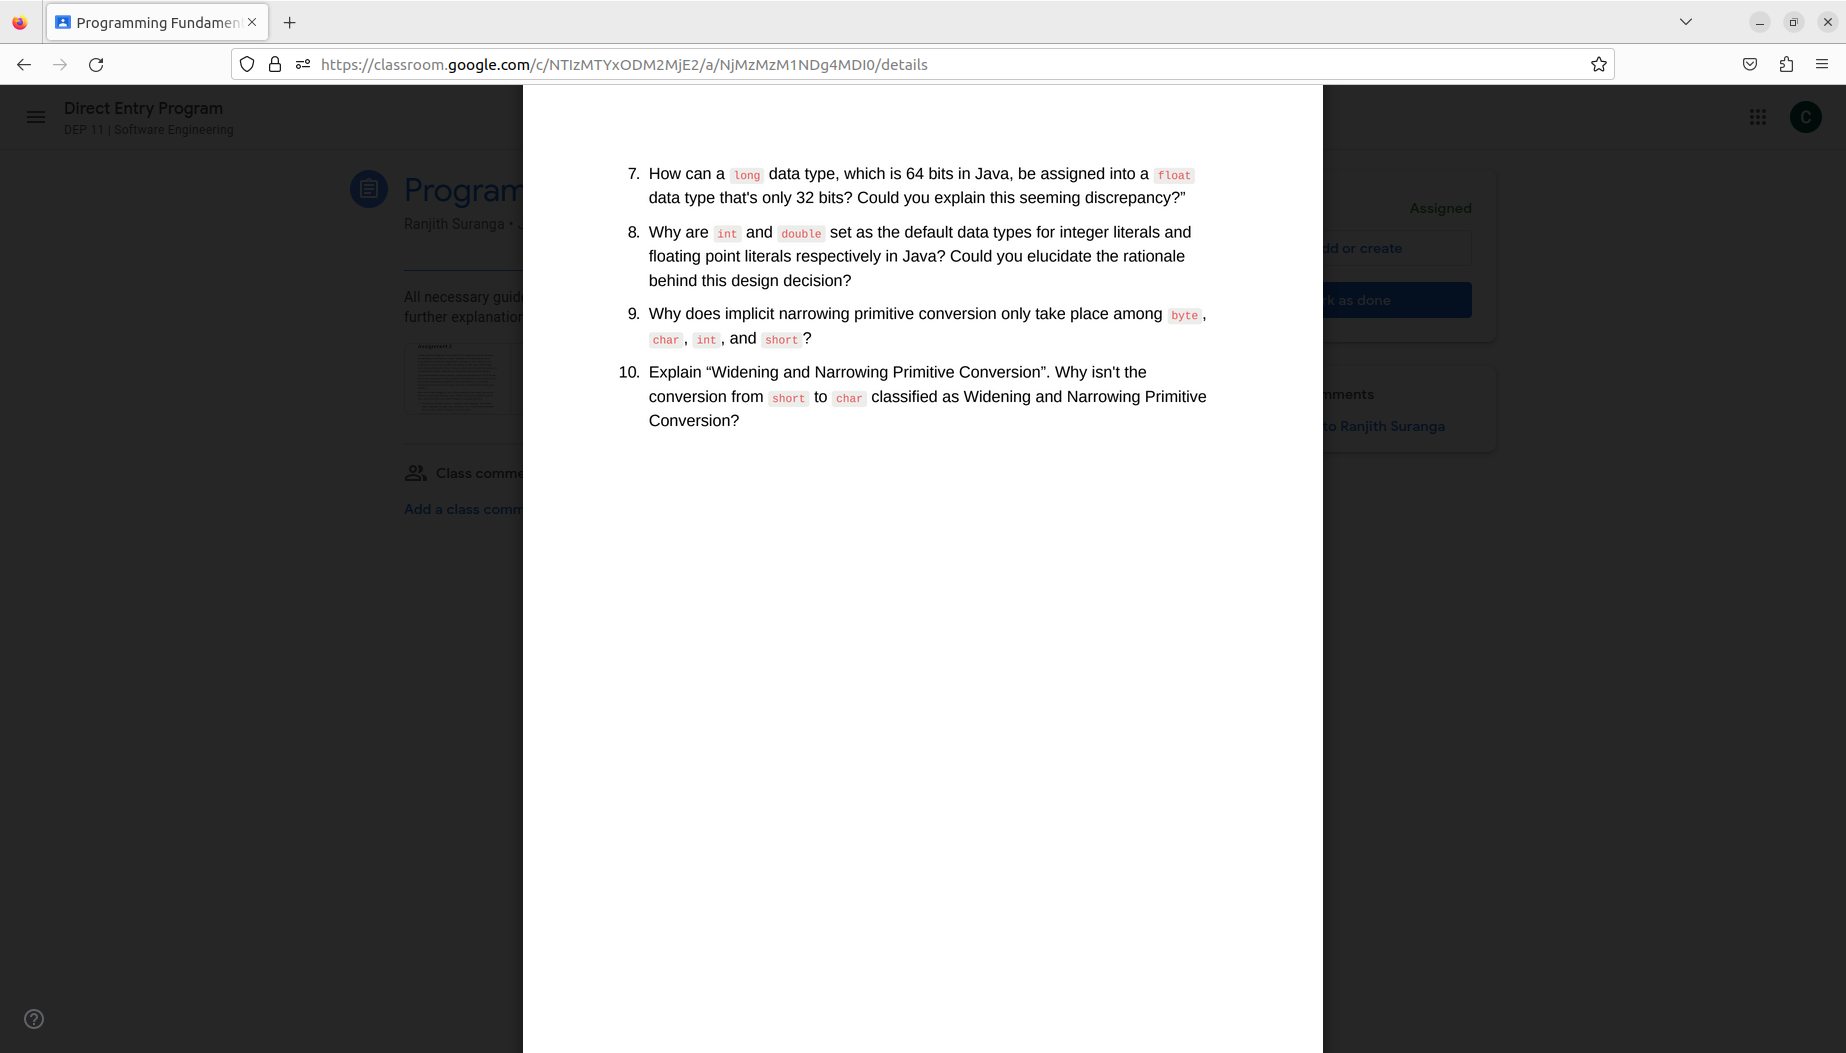 Programming Fundamen
https://classroom.google.com/c/NTIzMTYxODM2MjE2/a/NjMzMzM1NDg4MDI0/details
Direct Entry Program
DEP 11 | Software Engineering
C
Program
Ranjith Suranga •
Assigned
dd or create
rk as done
All necessary guid
further explanation
Assignment 2
mments
to Ranjith Suranga
Class comme
Add a class comm
7. How can a long data type, which is 64 bits in Java, be assigned into a float
data type that's only 32 bits? Could you explain this seeming discrepancy?”
8. Why are int and double set as the default data types for integer literals and
floating point literals respectively in Java? Could you elucidate the rationale
behind this design decision?
9. Why does implicit narrowing primitive conversion only take place among byte,
char, int, and short?
10. Explain “Widening and Narrowing Primitive Conversion”. Why isn't the
conversion from short to char classified as Widening and Narrowing Primitive
Conversion?